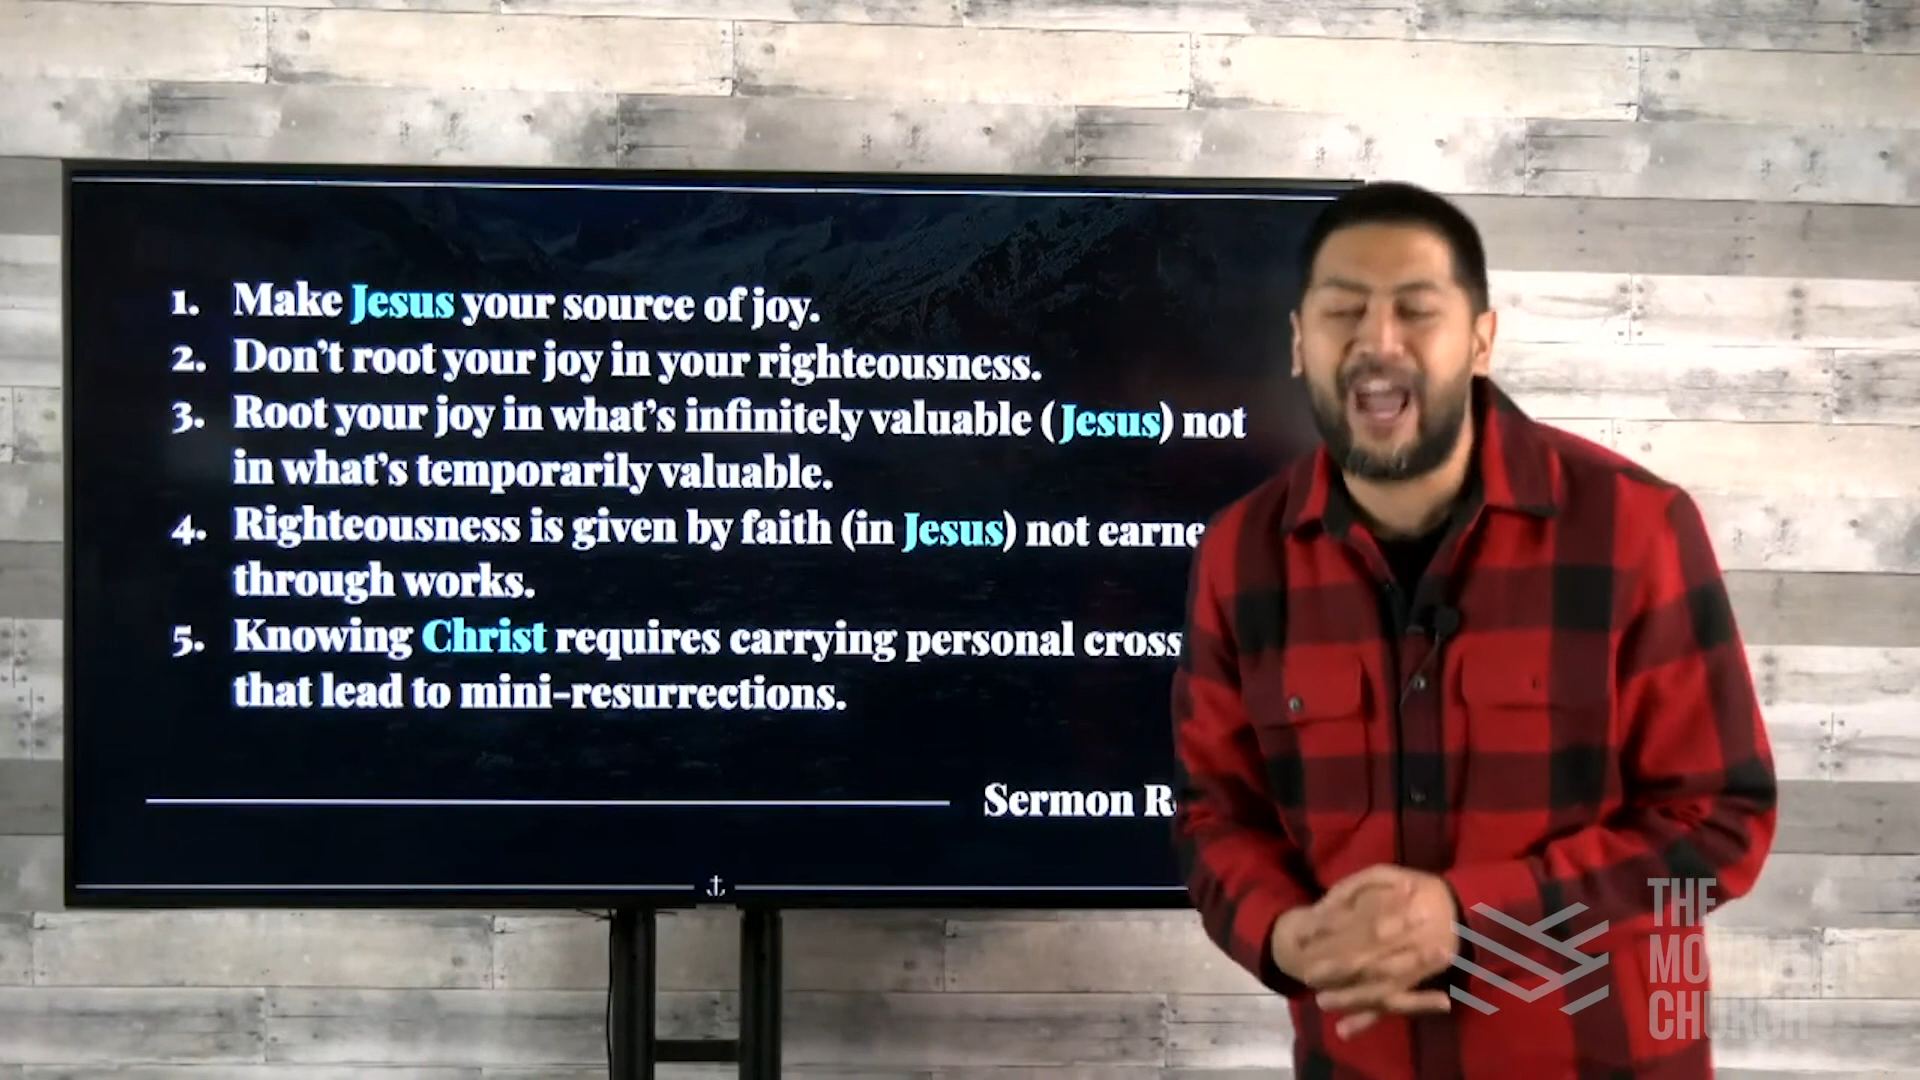 1. Make Jesus your source of joy.
2. Don't root your joy in your righteousness.
3. Root your joy in what's infinitely valuable (Jesus) not
in what's temporarily valuable.
4. Righteousness is given by faith (in Jesus) not earne
through works.
5. Knowing Christ requires carrying personal cross
that lead to mini-resurrections.
Sermon R
THE
MOVEMENT
CHURCH